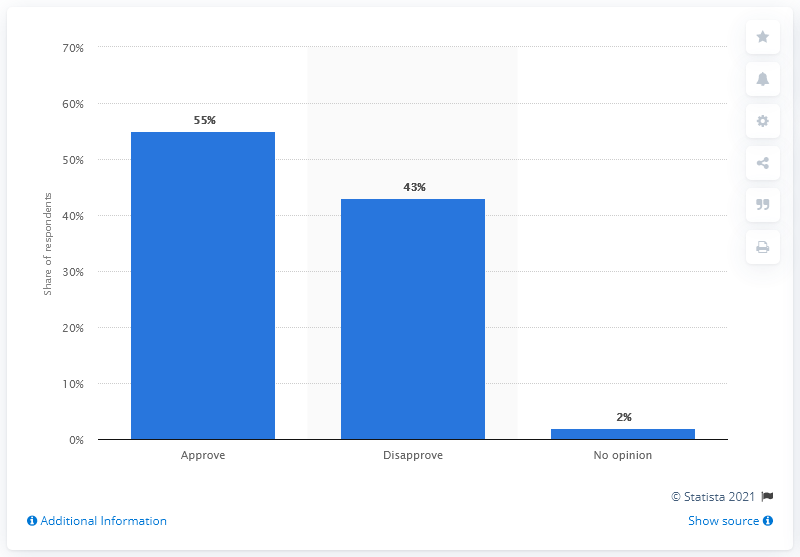 70%
60%
55%
50%
43%
40%
Share of respondents
30%
20%
10%
2%
0%
Approve Disapprove No opinion
© Statista 2021
Additional Information Show source